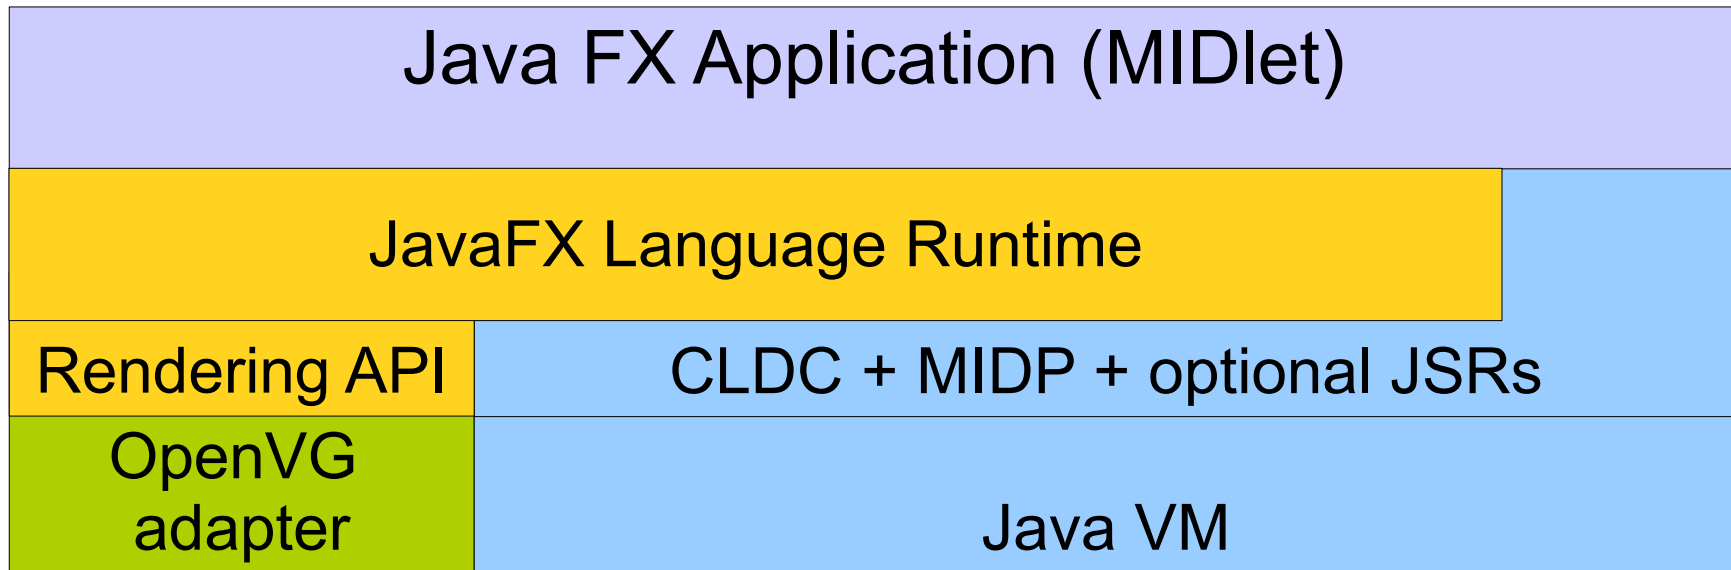 Java FX Application (MIDlet)
JavaFX Language Runtime
Rendering API
CLDC + MIDP + optional JSRs
OpenVG
adapter
Java VM